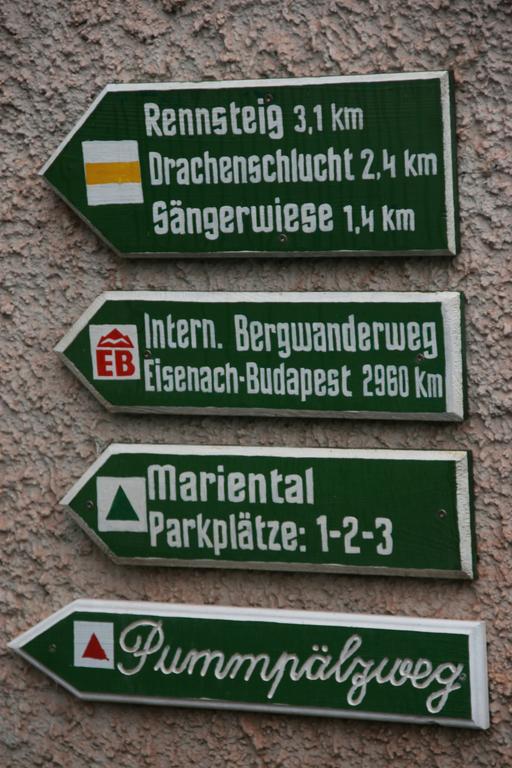 Rennsteig 3,1 km
Drachenschlucht 2,4 km
Sängerwiese 1,4 km
EB
Intern. Bergwanderweg
Eisenach-Budapest 2960 Km
Mariental
Parkplätze: 1-2-3
Pummpälzweg